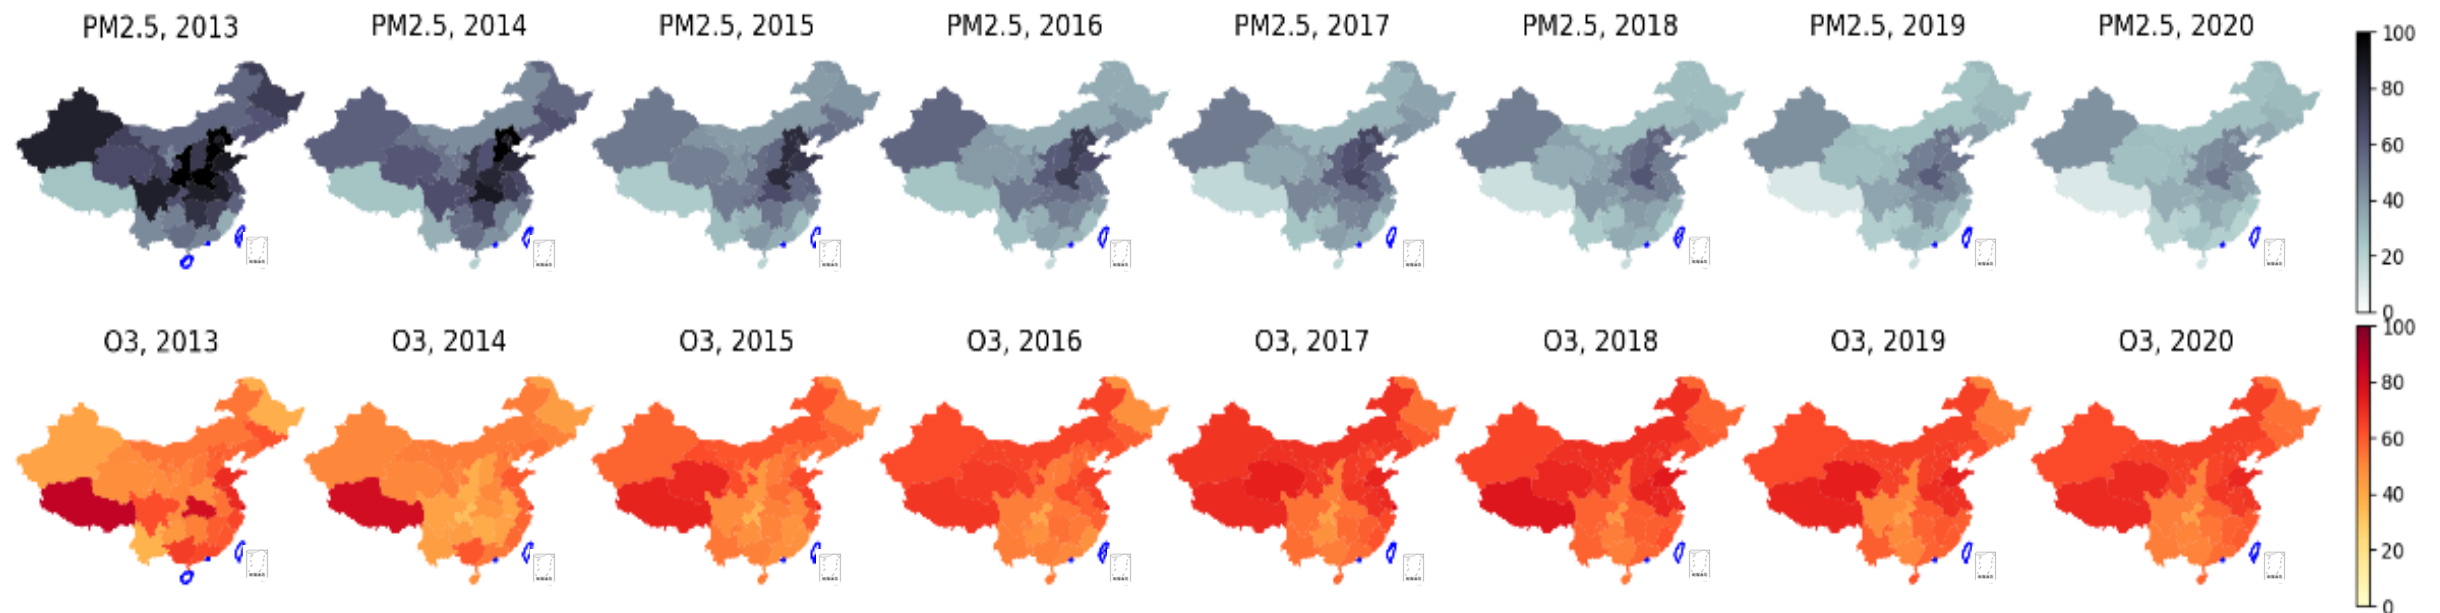 PM2.5, 2013
PM2.5, 2014
PM2.5, 2015
PM2.5, 2016
PM2.5, 2017
PM2.5, 2018
PM2.5, 2019
PM2.5, 2020
100
80
60
40
20
0
O3, 2013
O3, 2014
O3, 2015
O3, 2016
O3, 2017
O3, 2018
O3, 2019
O3, 2020
100
80
60
40
20
0